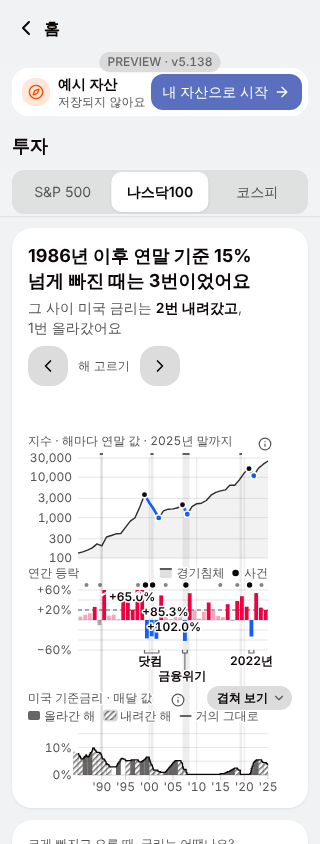 홈
PREVIEW · v5.138
예시 자산
저장되지 않아요
내 자산으로 시작
투자
S&P 500
나스닥100
코스피
1986년 이후 연말 기준 15%
넘게 빠진 때는 3번이었어요
그 사이 미국 금리는 2번 내려갔고,
1번 올라갔어요
해 고르기
지수 · 해마다 연말 값 · 2025년 말까지
30,000
10,000
3,000
1,000
300
100
연간 등락
경기침체
사건
+60%
+20%
−60%
+65.0%
+85.3%
+102.0%
닷컴
2022년
금융위기
미국 기준금리 · 매달 값
겹쳐 보기
올라간 해
내려간 해
거의 그대로
10%
0%
'90 '95 '00 '05 '10 '15 '20 '25